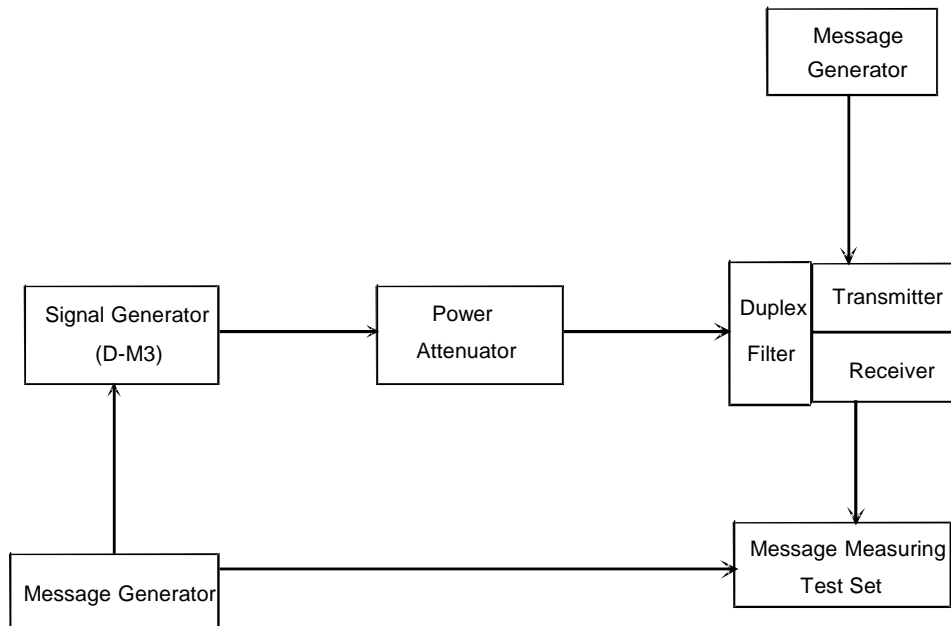 Message
Generator
Signal Generator
(D-M3)
Power
Attenuator
Duplex
Filter
Transmitter
Receiver
Message Generator
Message Measuring
Test Set